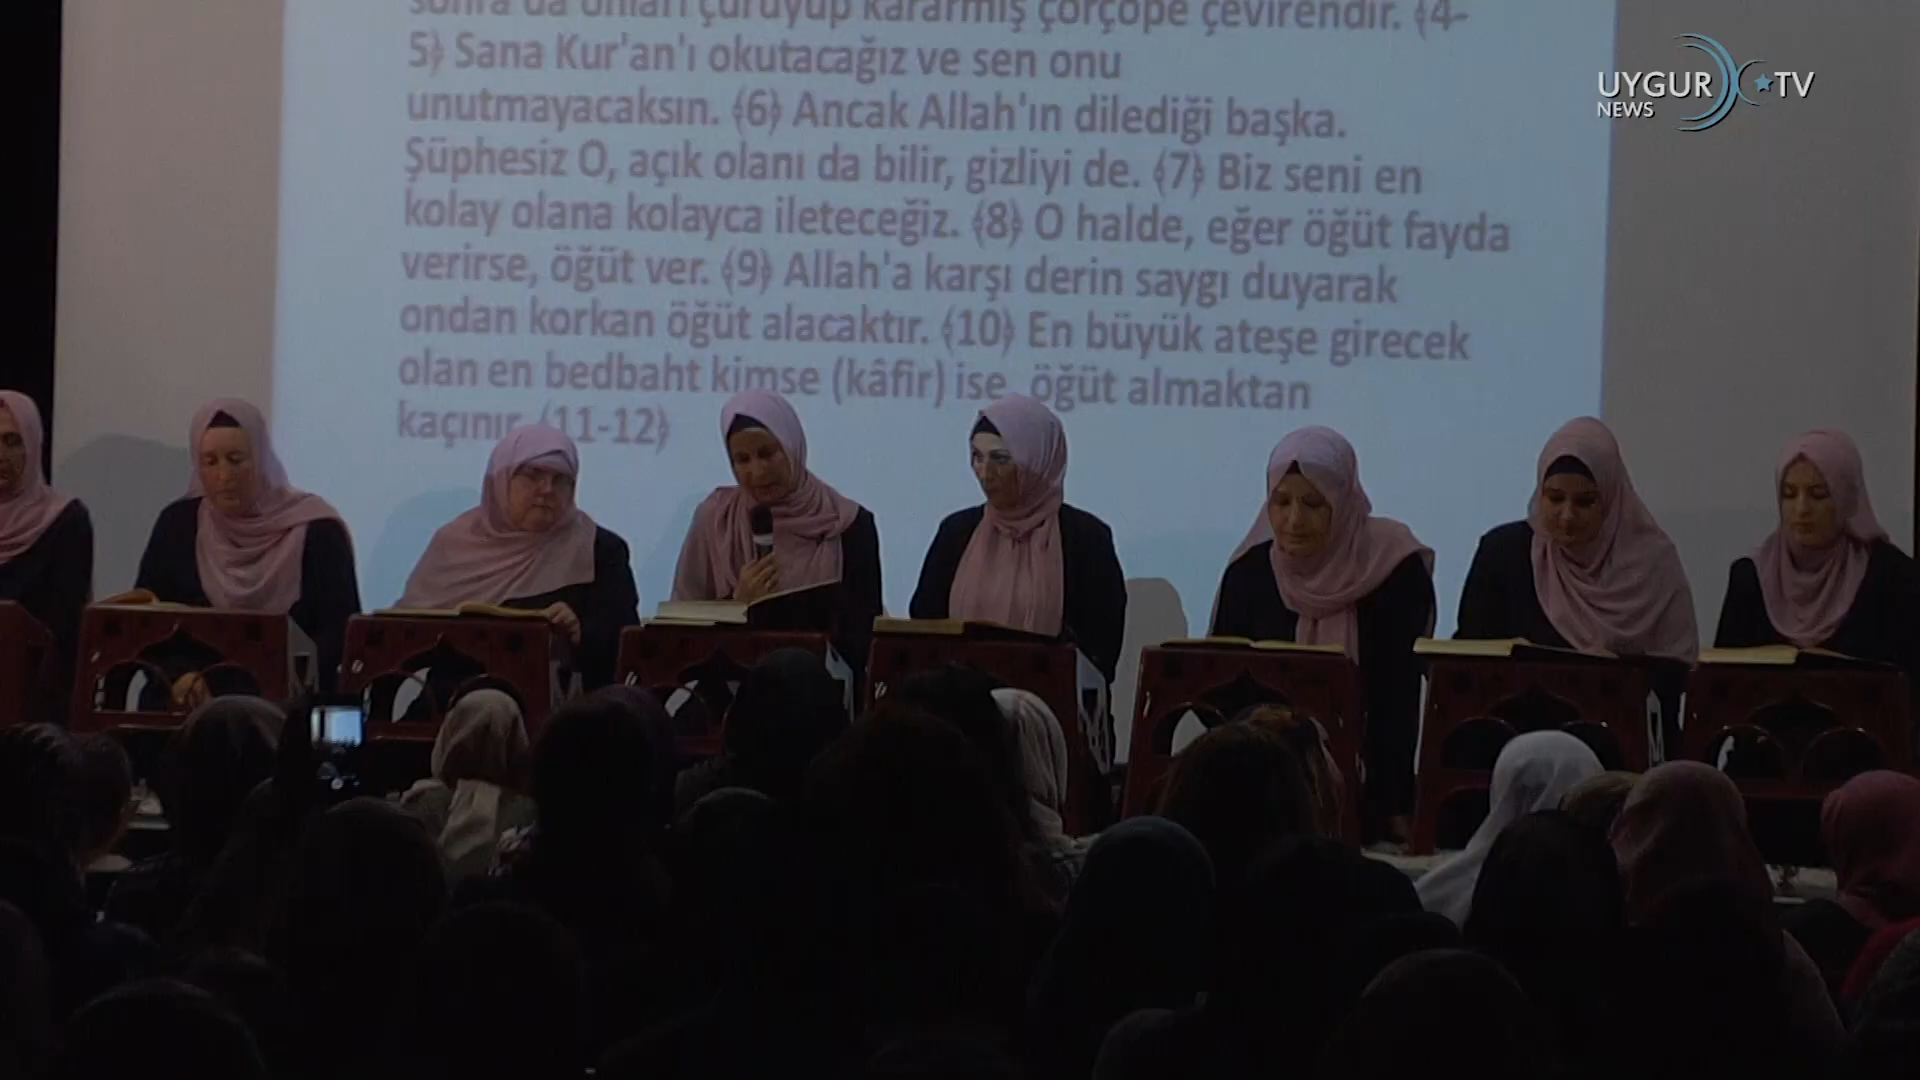 sonra da onları çürüyüp kararmış çörçöpe çevirendir. ﴾4-
5﴿ Sana Kur'an'ı okutacağız ve sen onu
unutmayacaksın. ﴾6﴿ Ancak Allah'ın dilediği başka.
Şüphesiz O, açık olanı da bilir, gizliyi de. ﴾7﴿ Biz seni en
kolay olana kolayca ileteceğiz. ﴾8﴿ O halde, eğer öğüt fayda
verirse, öğüt ver. ﴾9﴿ Allah'a karşı derin saygı duyarak
ondan korkan öğüt alacaktır. ﴾10﴿ En büyük ateşe girecek
olan en bedbaht kimse (kâfir) ise, öğüt almaktan
kaçınır. ﴾11-12﴿
UYGUR TV
NEWS